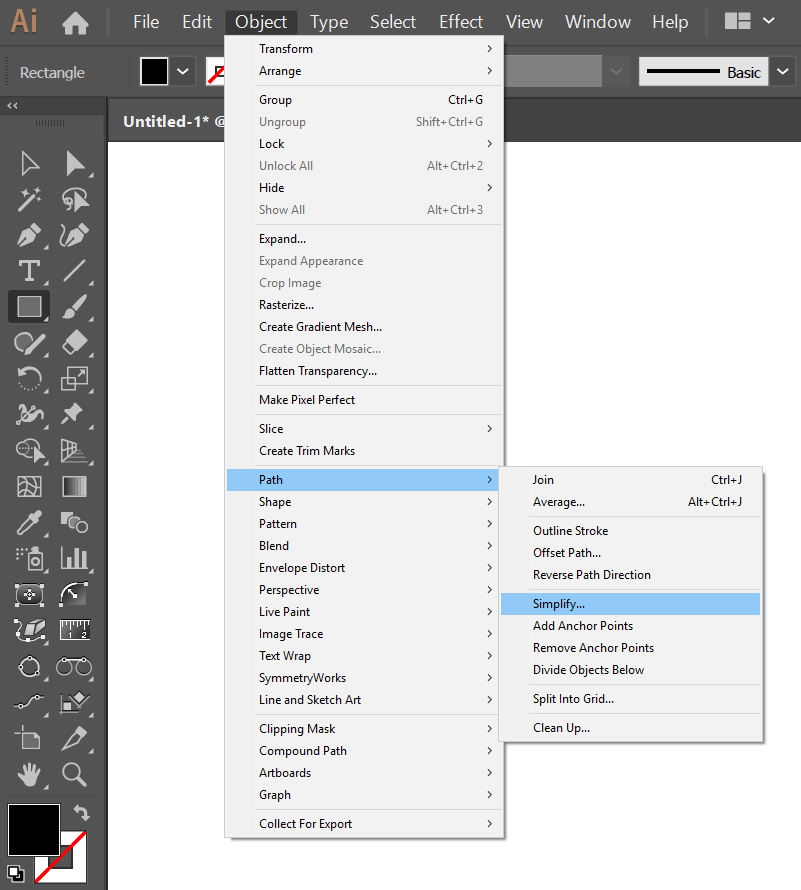 Ai File Edit Object Type Select Effect View Window Help
Rectangle Basic
Untitled-1* @
Transform
Arrange
Group Ctrl+G
Ungroup Shift+Ctrl+G
Lock
Unlock All Alt+Ctrl+2
Hide
Show All Alt+Ctrl+3
Expand...
Expand Appearance
Crop Image
Rasterize...
Create Gradient Mesh...
Create Object Mosaic...
Flatten Transparency...
Make Pixel Perfect
Slice
Create Trim Marks
Path
Shape
Pattern
Blend
Envelope Distort
Perspective
Live Paint
Image Trace
Text Wrap
SymmetryWorks
Line and Sketch Art
Clipping Mask
Compound Path
Artboards
Graph
Collect For Export
Join Ctrl+J
Average... Alt+Ctrl+J
Outline Stroke
Offset Path...
Reverse Path Direction
Simplify...
Add Anchor Points
Remove Anchor Points
Divide Objects Below
Split Into Grid...
Clean Up...